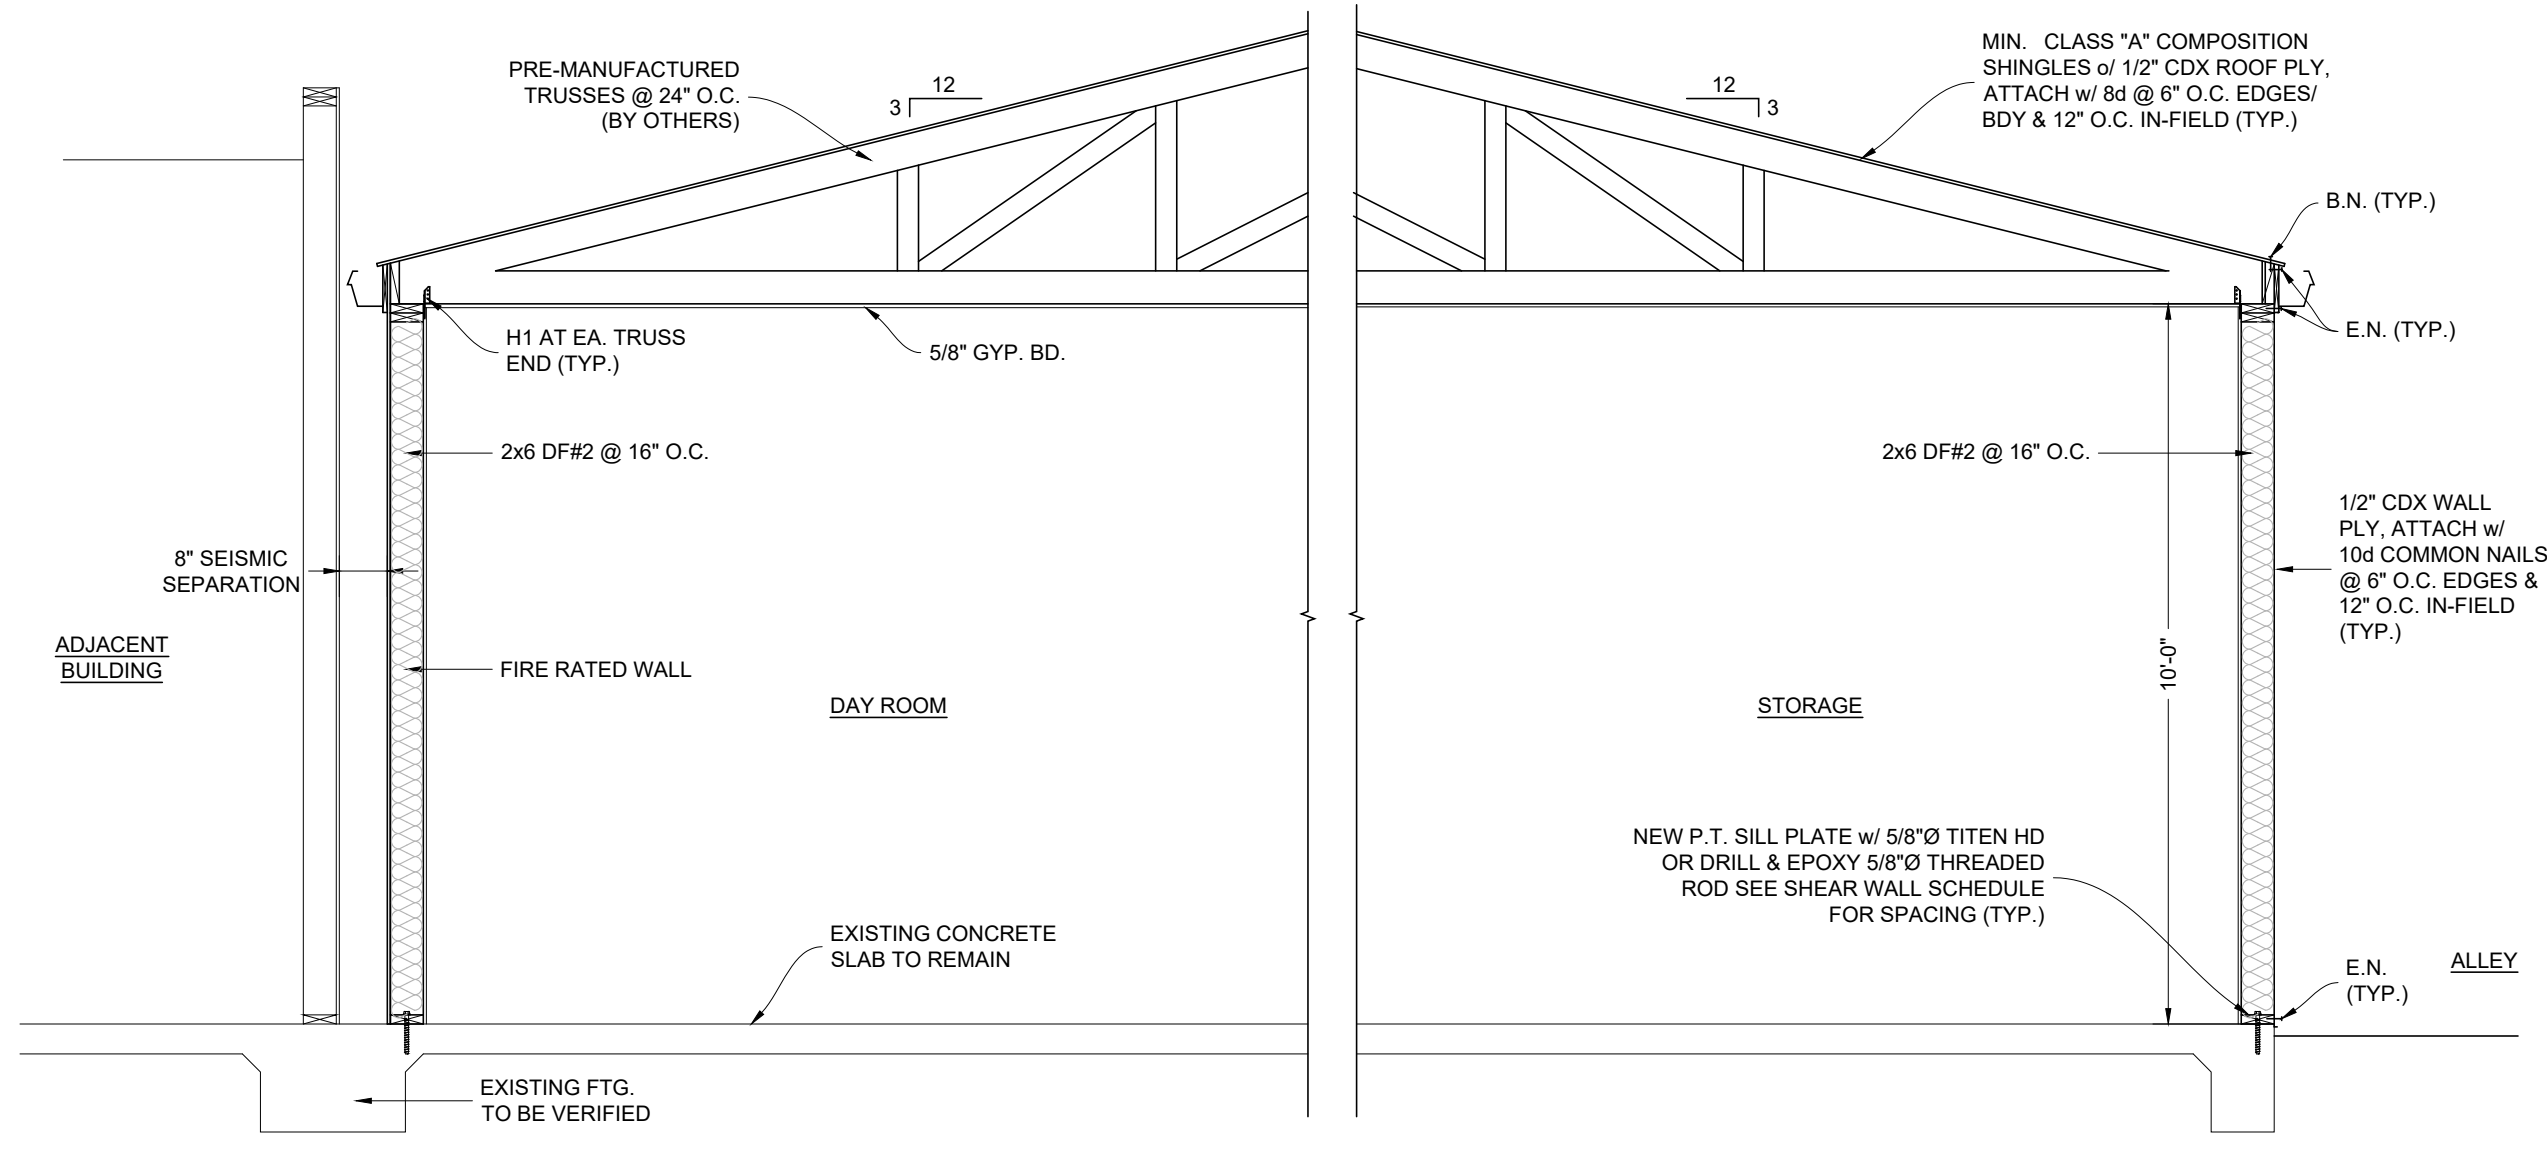 PRE-MANUFACTURED
TRUSSES @ 24" O.C.
(BY OTHERS)
12
3
12
3
MIN. CLASS "A" COMPOSITION
SHINGLES o/ 1/2" CDX ROOF PLY,
ATTACH w/ 8d @ 6" O.C. EDGES/
BDY & 12" O.C. IN-FIELD (TYP.)
B.N. (TYP.)
E.N. (TYP.)
H1 AT EA. TRUSS
END (TYP.)
5/8" GYP. BD.
2x6 DF#2 @ 16" O.C.
2x6 DF#2 @ 16" O.C.
1/2" CDX WALL
PLY, ATTACH w/
10d COMMON NAILS
@ 6" O.C. EDGES &
12" O.C. IN-FIELD
(TYP.)
8" SEISMIC
SEPARATION
ADJACENT
BUILDING
FIRE RATED WALL
10'-0"
DAY ROOM
STORAGE
NEW P.T. SILL PLATE w/ 5/8"Ø TITEN HD
OR DRILL & EPOXY 5/8"Ø THREADED
ROD SEE SHEAR WALL SCHEDULE
FOR SPACING (TYP.)
EXISTING CONCRETE
SLAB TO REMAIN
E.N.
(TYP.)
ALLEY
EXISTING FTG.
TO BE VERIFIED